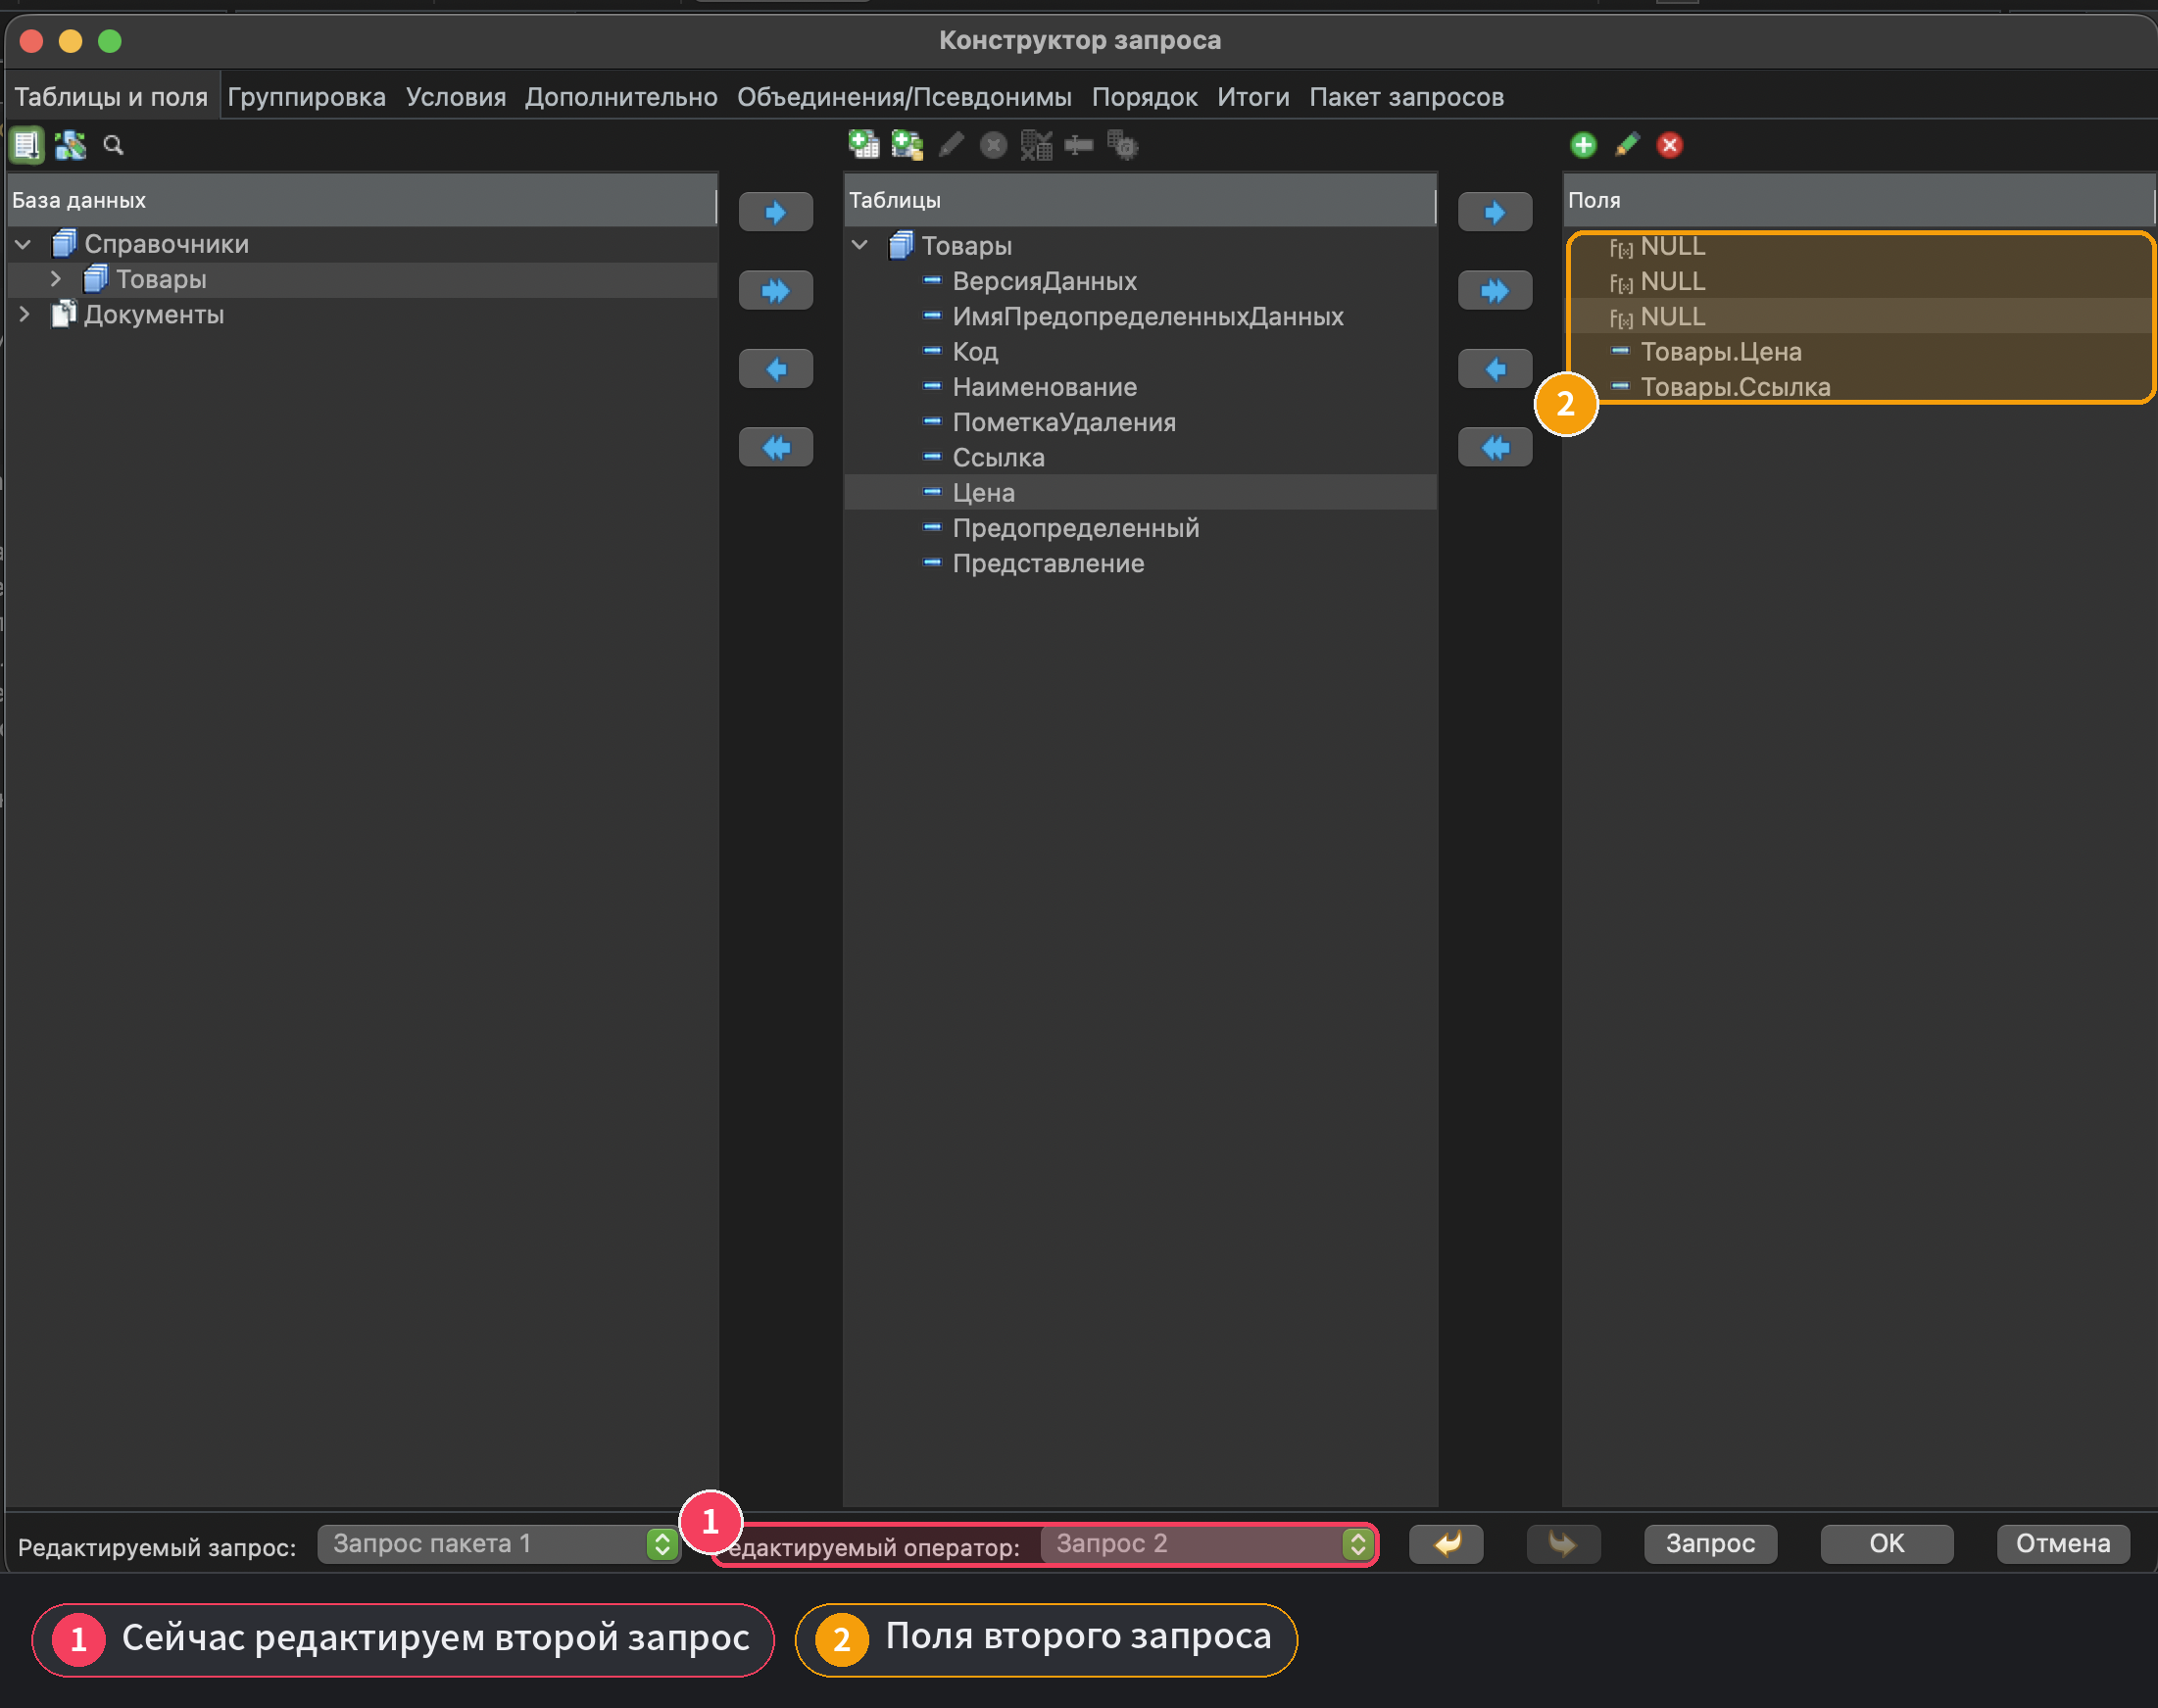 Конструктор запроса
Таблицы и поля Группировка Условия Дополнительно Объединения/Псевдонимы Порядок Итоги Пакет запросов
База данных
Справочники
Товары
Документы
Таблицы
Товары
ВерсияДанных
ИмяПредопределенныхДанных
Код
Наименование
ПометкаУдаления
Ссылка
Цена
Предопределенный
Представление
Поля
NULL
NULL
NULL
Товары.Цена
Товары.Ссылка
2
1
Редактируемый запрос: Запрос пакета 1 едактируемый оператор: Запрос 2 Запрос OK Отмена
1 Сейчас редактируем второй запрос 2 Поля второго запроса